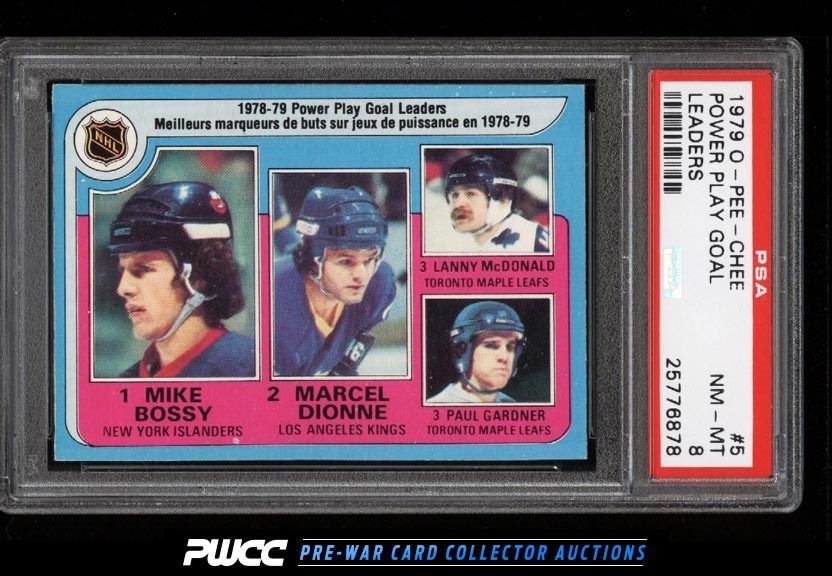 1978-79 Power Play Goal Leaders
Meilleurs marqueurs de buts sur jeux de puissance en 1978-79
NHL
3 LANNY McDONALD
TORONTO MAPLE LEAFS
1 MIKE
BOSSY
NEW YORK ISLANDERS
2 MARCEL
DIONNE
LOS ANGELES KINGS
16
3 PAUL GARDNER
TORONTO MAPLE LEAFS
PSA
1979 O-PEE-CHEE #5
POWER PLAY GOAL NM-MT
LEADERS 8
25776878
PWCC PRE-WAR CARD COLLECTOR AUCTIONS